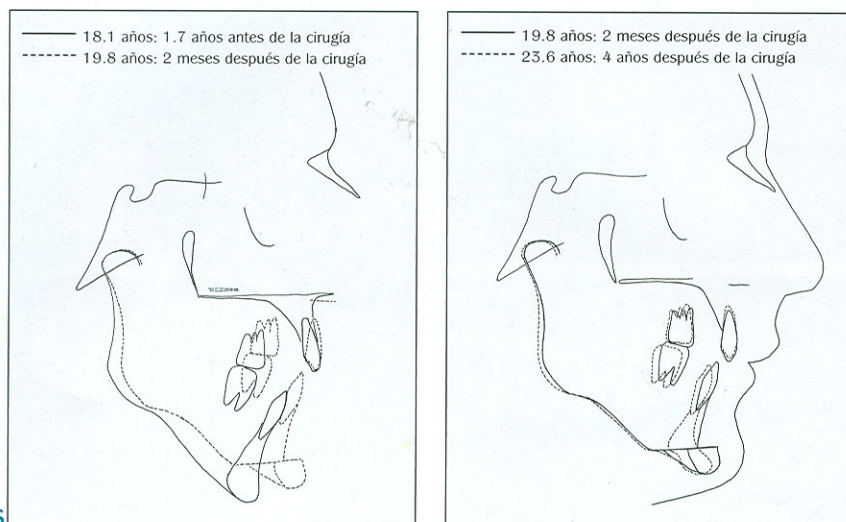 18.1 años: 1.7 años antes de la cirugía
19.8 años: 2 meses después de la cirugía
19.8 años: 2 meses después de la cirugía
23.6 años: 4 años después de la cirugía